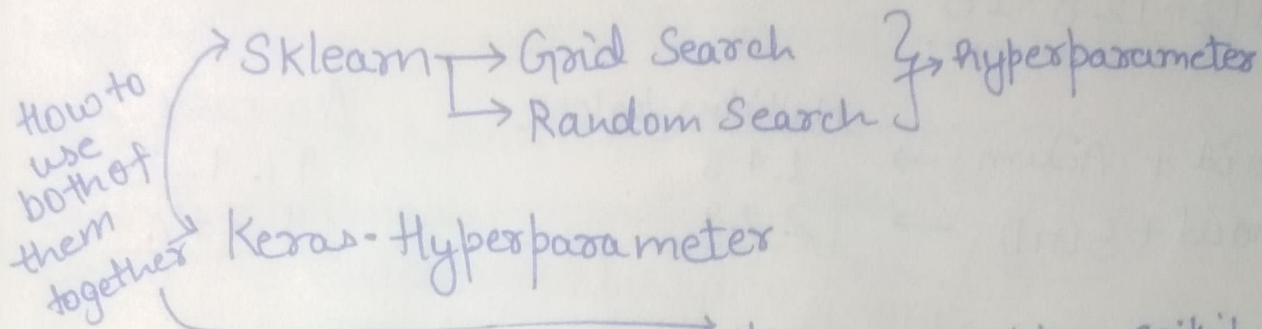 Sklearn → Grid Search } → hyperparameter
→ Random Search
How to
use
both of
them
together
Keras - Hyperparameter